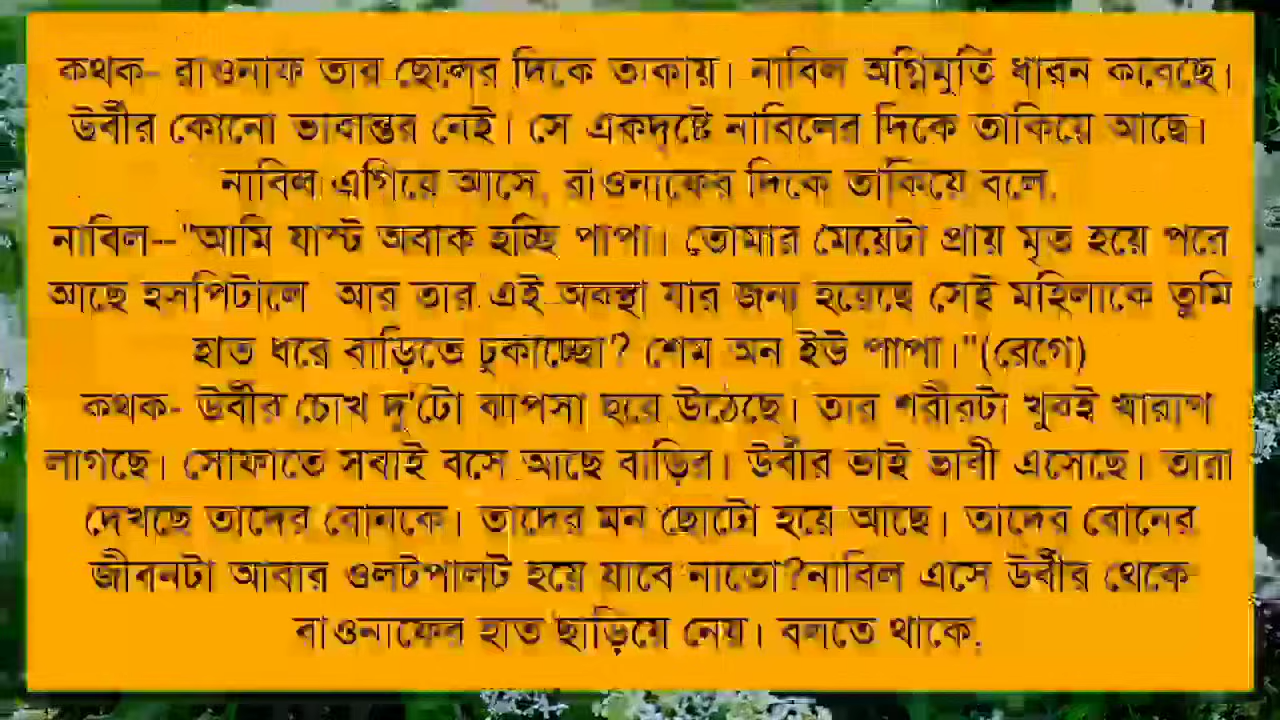 কথক- রাওনাফ তার ছেলের দিকে তাকায়। নাবিল অগ্নিমুর্তি ধারন করেছে।
উর্বীর কোনো ভাবান্তর নেই। সে একদৃষ্টে নাবিলের দিকে তাকিয়ে আছে।
নাবিল এগিয়ে আসে, রাওনাফের দিকে তাকিয়ে বলে,
নাবিল--"আমি যাস্ট অবাক হচ্ছি পাপা। তোমার মেয়েটা প্রায় মৃত হয়ে পরে
আছে হসপিটালে আর তার এই অবস্থা যার জন্য হয়েছে সেই মহিলাকে তুমি
হাত ধরে বাড়িতে ঢুকাচ্ছো? শেম অন ইউ পাপা।"(রেগে)
কথক- উর্বীর চোখ দু'টো ঝাপসা হয়ে উঠেছে। তার শরীরটা খুবই খারাপ
লাগছে। সোফাতে সবাই বসে আছে বাড়ির। উর্বীর ভাই ভাবী এসেছে। তারা
দেখছে তাদের বোনকে। তাদের মন ছোটো হয়ে আছে। তাদের বোনের
জীবনটা আবার ওলটপালট হয়ে যাবে নাতো?নাবিল এসে উর্বীর থেকে
রাওনাফের হাত ছাড়িয়ে নেয়। বলতে থাকে,